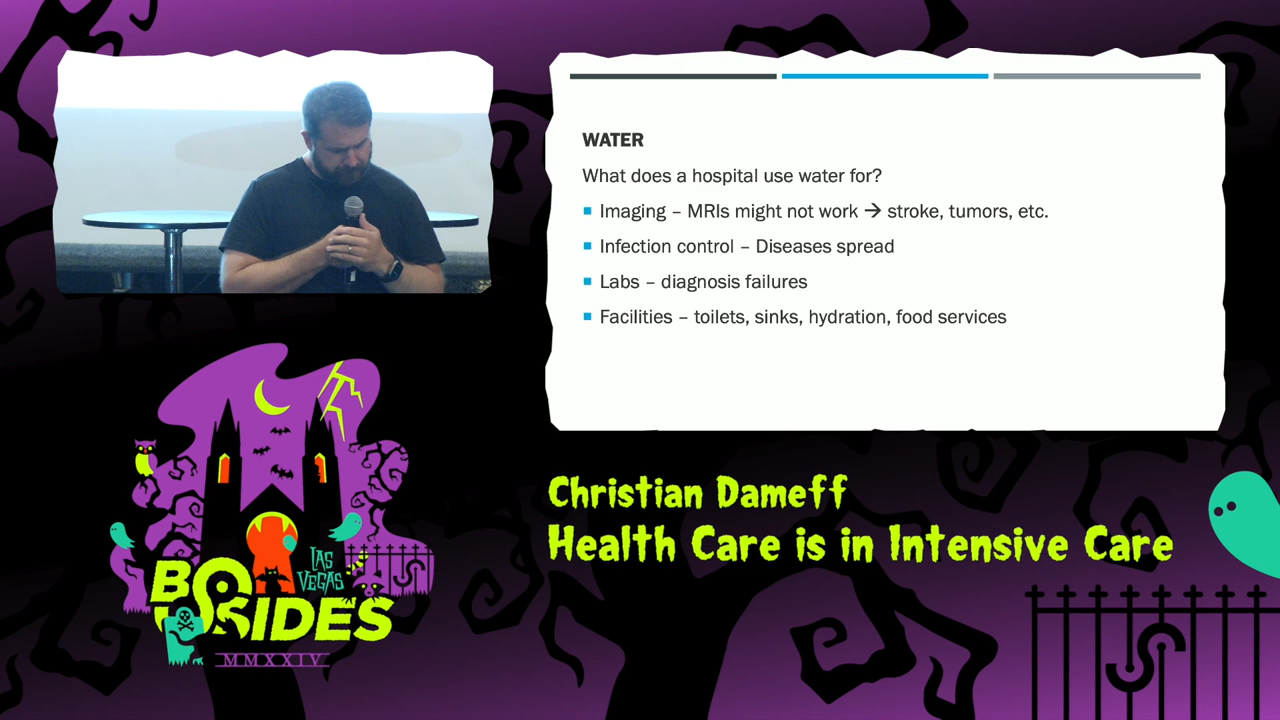 WATER
What does a hospital use water for?
Imaging – MRIs might not work → stroke, tumors, etc.
Infection control – Diseases spread
Labs – diagnosis failures
Facilities – toilets, sinks, hydration, food services
Christian Dameff
Health Care is in Intensive Care
LAS
VEGAS
BSIDES
MMXXIV